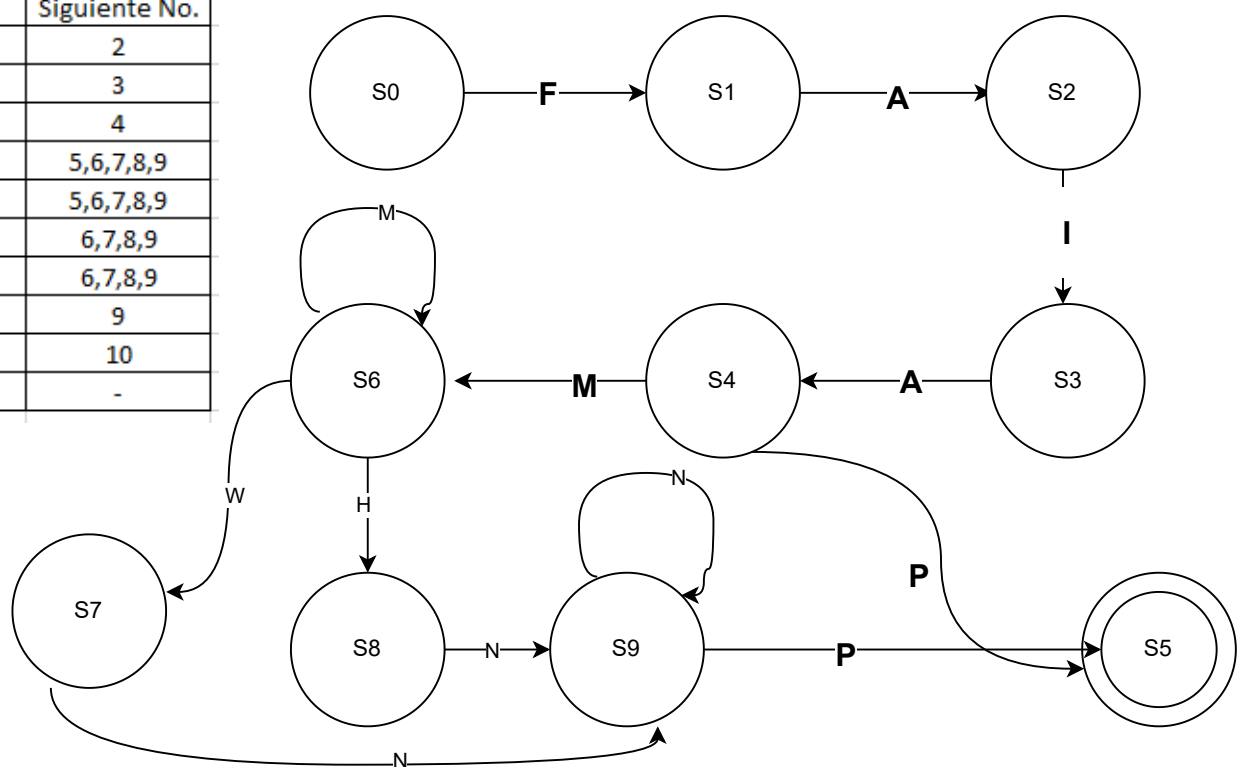 Siguiente No.
2
3
4
5,6,7,8,9
5,6,7,8,9
6,7,8,9
6,7,8,9
9
10
-
S0
F
S1
A
S2
I
M
S6
M
S4
A
S3
W
H
N
P
S7
S8
N
S9
P
S5
N